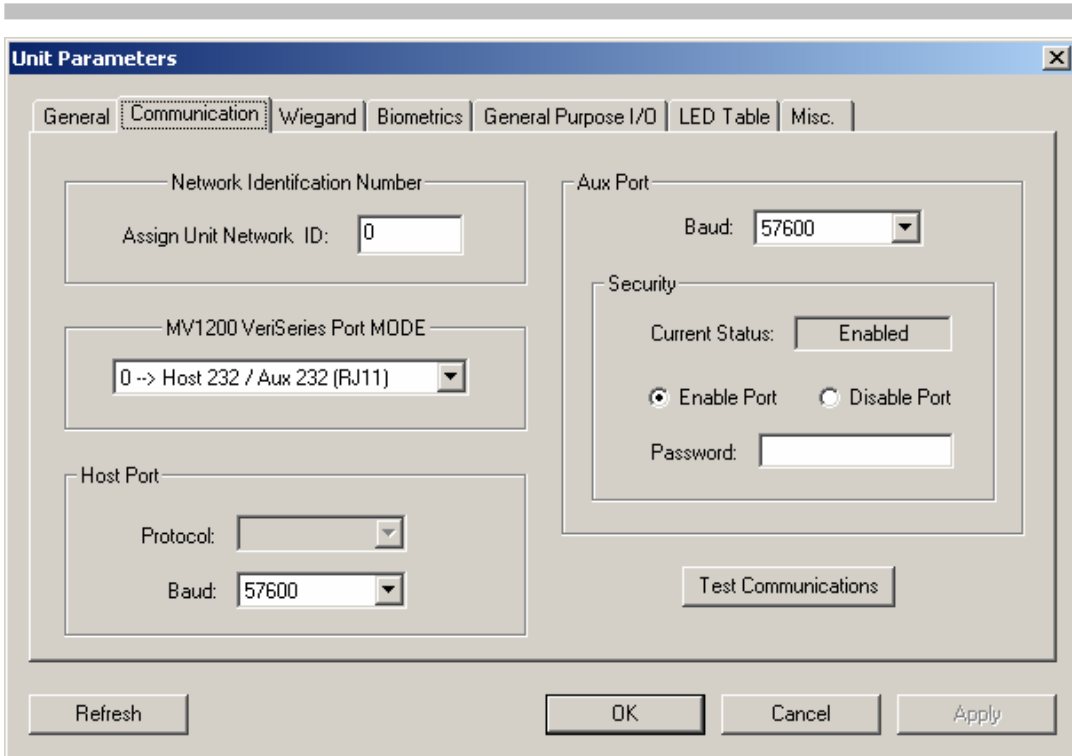 Unit Parameters
General Communication Wiegand Biometrics General Purpose I/O LED Table Misc.
Network Identifcation Number
Assign Unit Network ID: 0
MV1200 VeriSeries Port MODE
0 --> Host 232 / Aux 232 (RJ11)
Host Port
Protocol:
Baud: 57600
Aux Port
Baud: 57600
Security
Current Status: Enabled
Enable Port Disable Port
Password:
Test Communications
Refresh OK Cancel Apply